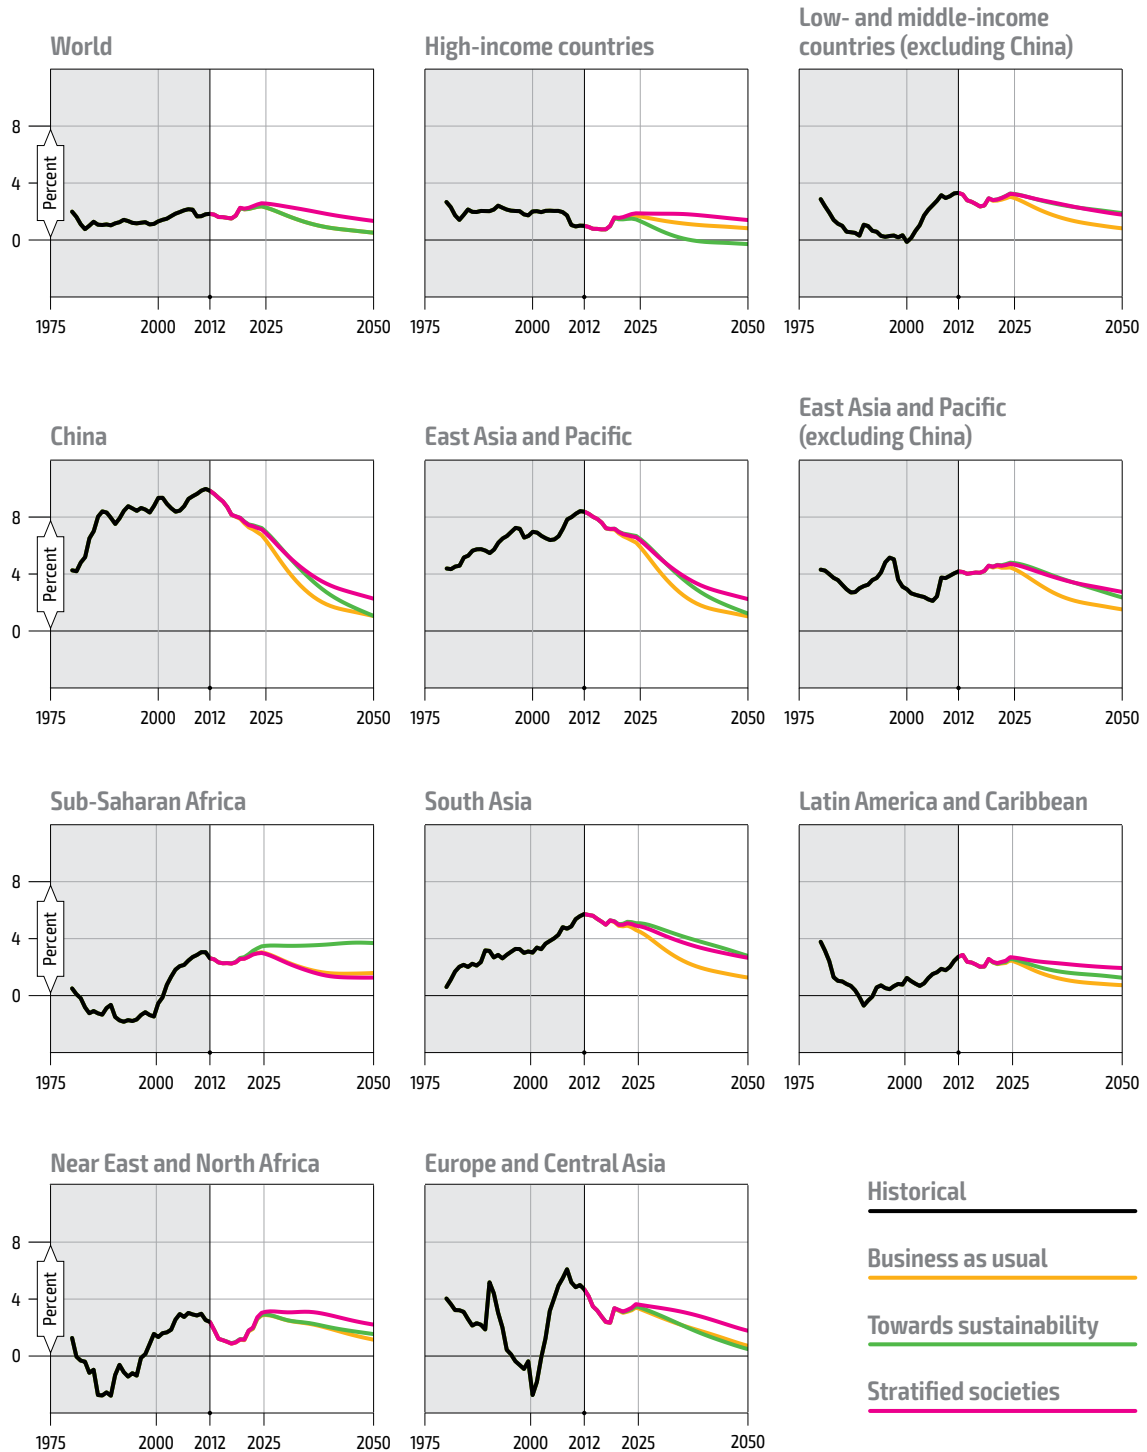 World
High-income countries
Low- and middle-income
countries (excluding China)
8
4
0
Percent
1975 2000 2012 2025 2050
1975 2000 2012 2025 2050
1975 2000 2012 2025 2050
China
East Asia and Pacific
East Asia and Pacific
(excluding China)
8
4
0
Percent
1975 2000 2012 2025 2050
1975 2000 2012 2025 2050
1975 2000 2012 2025 2050
Sub-Saharan Africa
South Asia
Latin America and Caribbean
8
4
0
Percent
1975 2000 2012 2025 2050
1975 2000 2012 2025 2050
1975 2000 2012 2025 2050
Near East and North Africa
Europe and Central Asia
8
4
0
Percent
1975 2000 2012 2025 2050
1975 2000 2012 2025 2050
Historical
Business as usual
Towards sustainability
Stratified societies